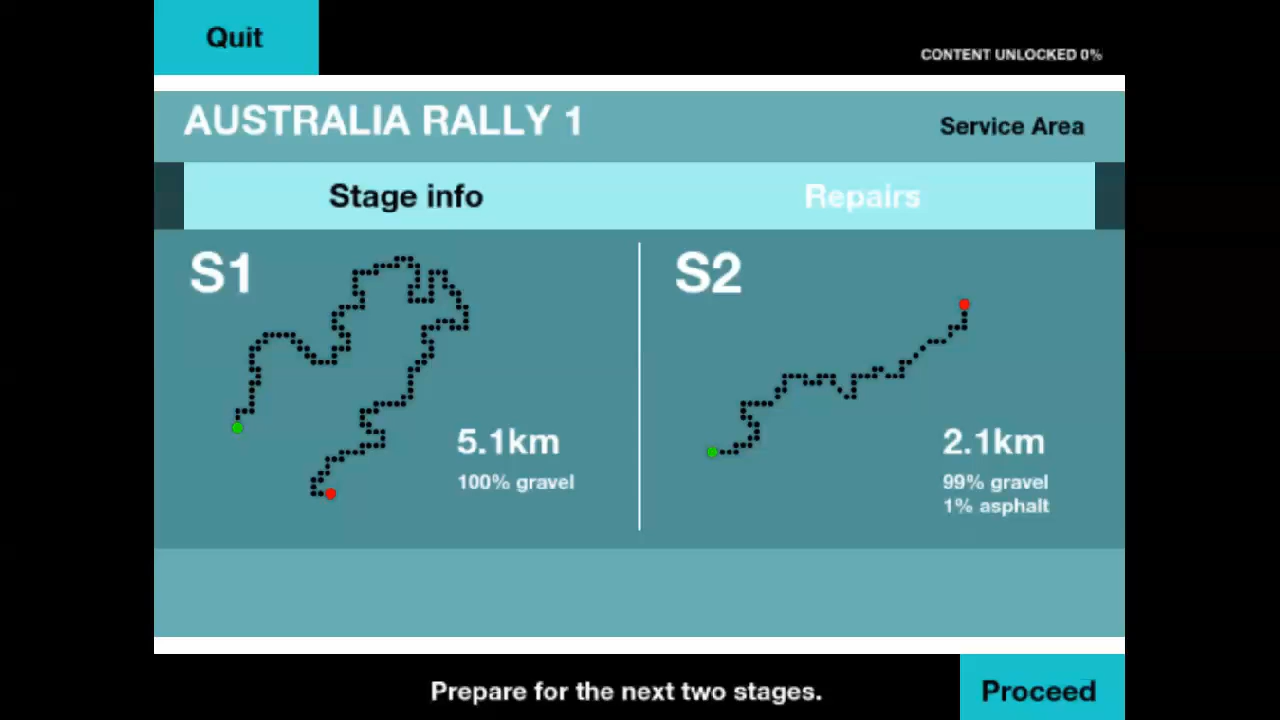 Quit
CONTENT UNLOCKED 0%
AUSTRALIA RALLY 1
Service Area
Stage info
Repairs
S1
5.1km
100% gravel
S2
2.1km
99% gravel
1% asphalt
Prepare for the next two stages.
Proceed